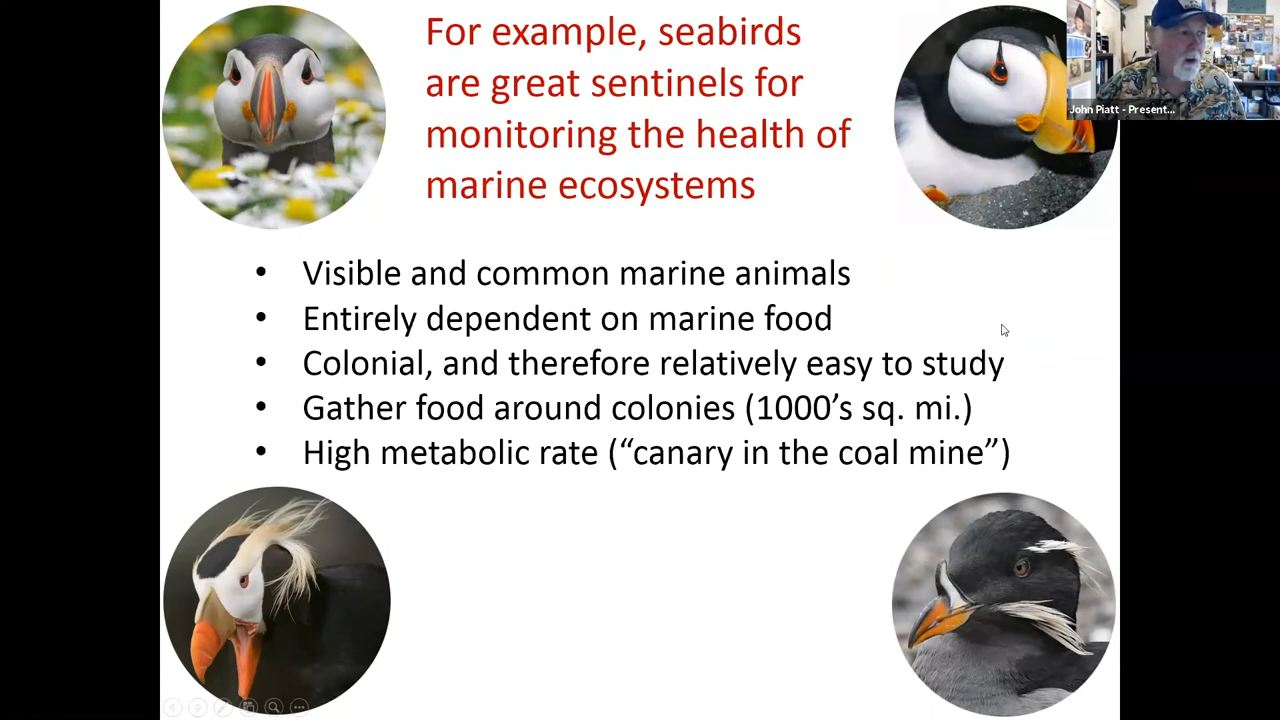 For example, seabirds
are great sentinels for
monitoring the health of
marine ecosystems
John Piatt - Present...
• Visible and common marine animals
• Entirely dependent on marine food
• Colonial, and therefore relatively easy to study
• Gather food around colonies (1000’s sq. mi.)
• High metabolic rate (“canary in the coal mine”)